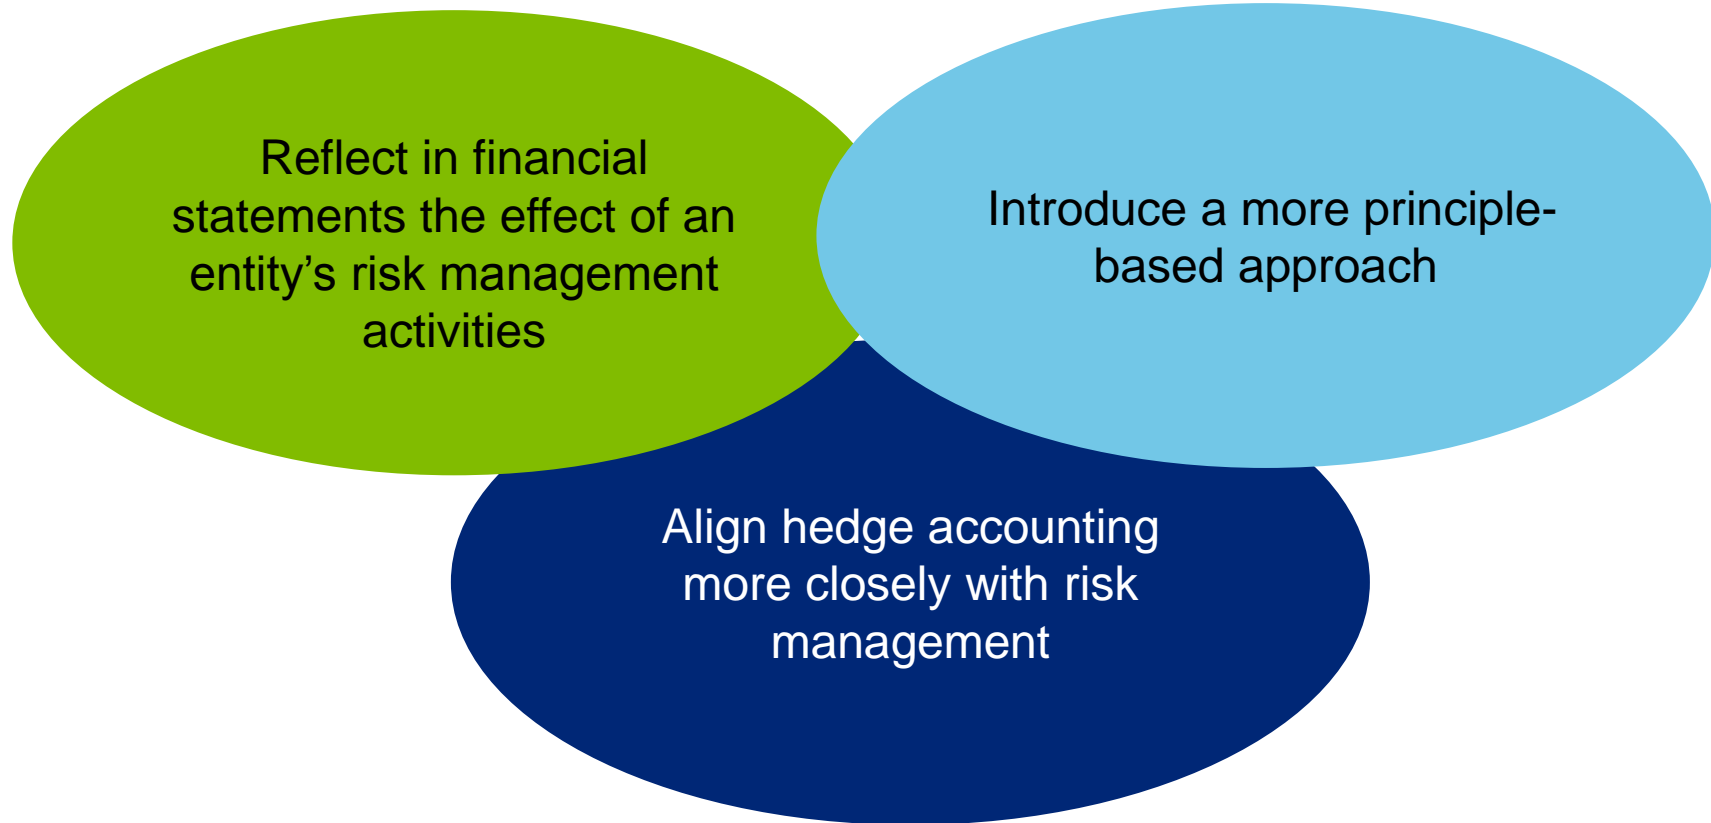 Reflect in financial
statements the effect of an
entity’s risk management
activities
Introduce a more principle-
based approach
Align hedge accounting
more closely with risk
management